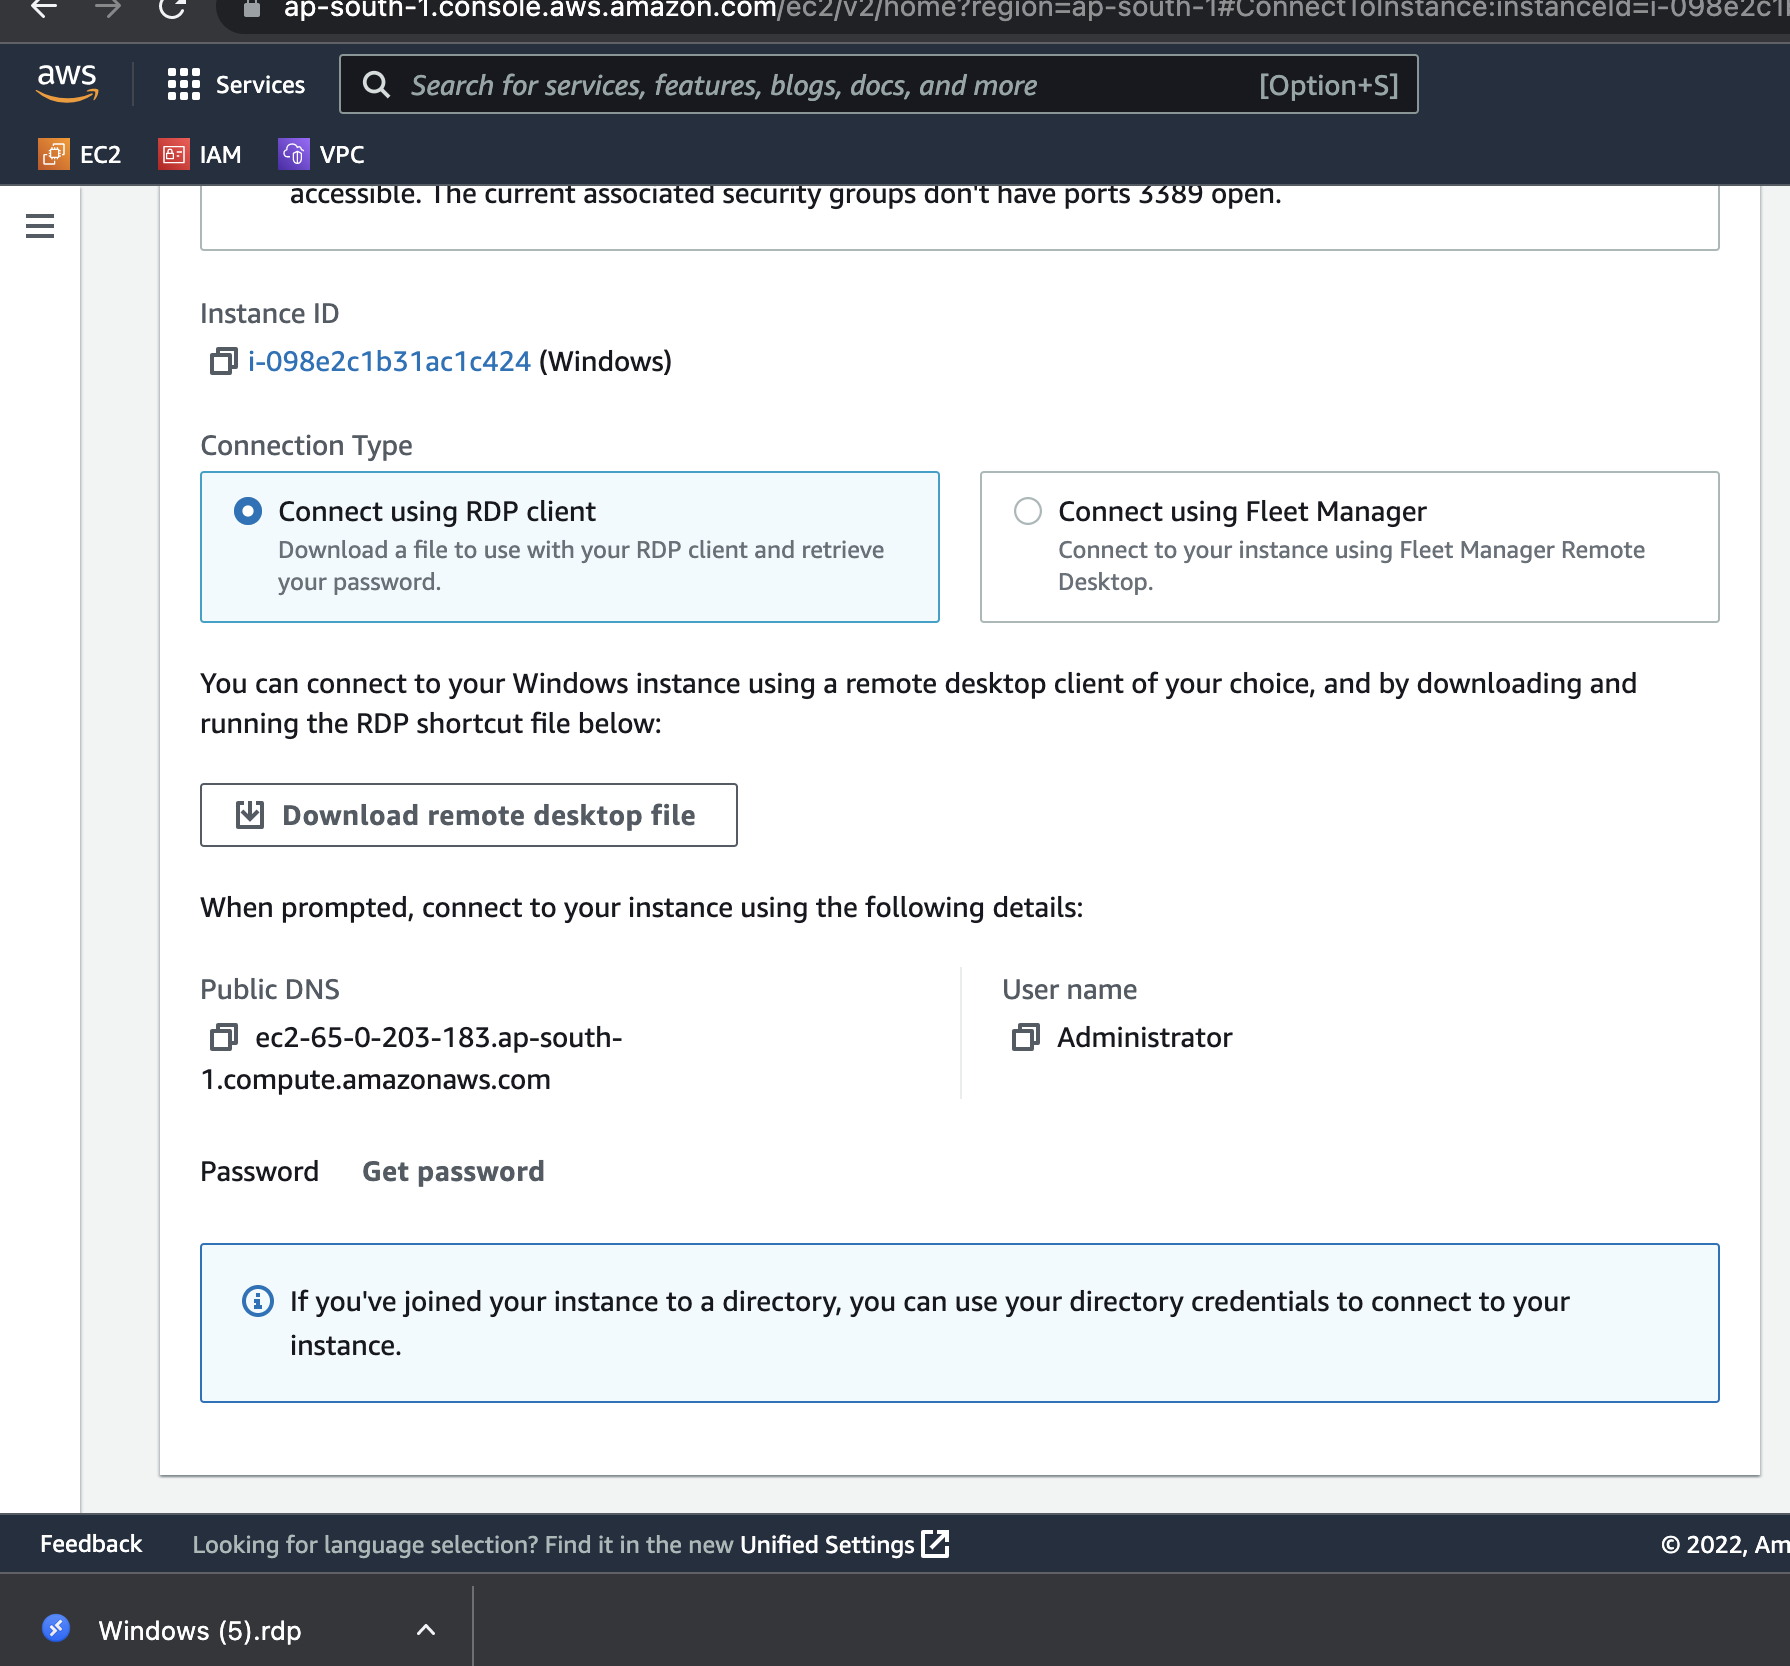 ap-south-1.console.aws.amazon.com/ec2/v2/home?region=ap-south-1#ConnectToInstance:instanceId=i-098e2c1
aws
Services
Search for services, features, blogs, docs, and more
[Option+S]
EC2
IAM
VPC
accessible. The current associated security groups don't have ports 3389 open.
Instance ID
i-098e2c1b31ac1c424 (Windows)
Connection Type
Connect using RDP client
Download a file to use with your RDP client and retrieve
your password.
Connect using Fleet Manager
Connect to your instance using Fleet Manager Remote
Desktop.
You can connect to your Windows instance using a remote desktop client of your choice, and by downloading and
running the RDP shortcut file below:
Download remote desktop file
When prompted, connect to your instance using the following details:
Public DNS
ec2-65-0-203-183.ap-south-
1.compute.amazonaws.com
User name
Administrator
Password
Get password
If you've joined your instance to a directory, you can use your directory credentials to connect to your
instance.
Feedback
Looking for language selection? Find it in the new Unified Settings
© 2022, Am
Windows (5).rdp